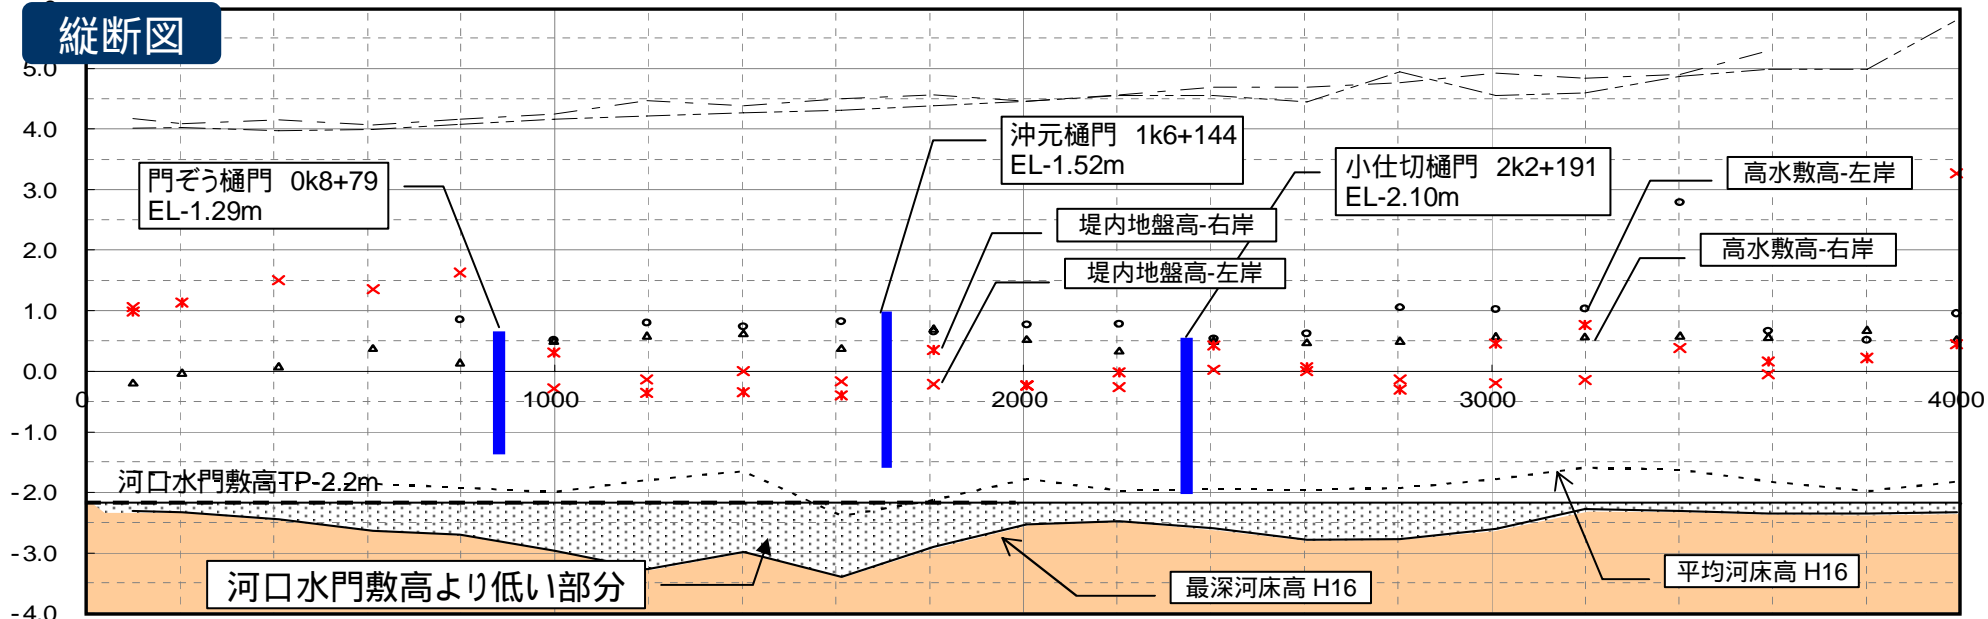 縦断図
5.0
4.0
3.0
2.0
1.0
0.0
-1.0
-2.0
-3.0
-4.0
0
1000
2000
3000
4000
門ぞう樋門 0k8+79
EL-1.29m
沖元樋門 1k6+144
EL-1.52m
小仕切樋門 2k2+191
EL-2.10m
高水敷高-左岸
高水敷高-右岸
堤内地盤高-右岸
堤内地盤高-左岸
河口水門敷高TP-2.2m
河口水門敷高より低い部分
最深河床高 H16
平均河床高 H16